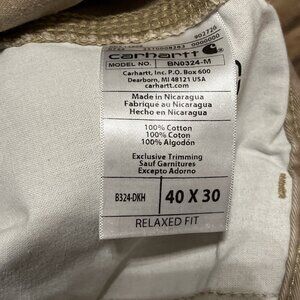 carhartt
MODEL NO. BN0324-M
Carhartt, Inc. P.O. Box 600
Dearborn, MI 48121 USA
carhartt.com
Made in Nicaragua
Fabriqué au Nicaragua
Hecho en Nicaragua
100% Cotton
100% Coton
100% Algodón
Exclusive Trimming
Sauf Garnitures
Excepto Adorno
B324-DKH
40 X 30
RELAXED FIT